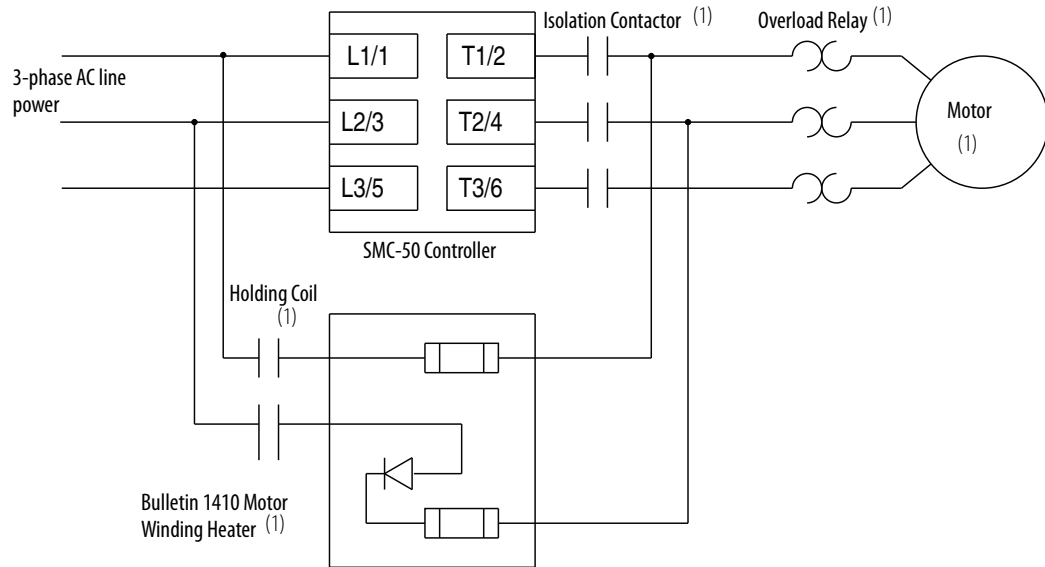 Isolation Contactor (1)
Overload Relay (1)
3-phase AC line
power
L1/1
T1/2
L2/3
T2/4
L3/5
T3/6
Motor
(1)
SMC-50 Controller
Holding Coil
(1)
Bulletin 1410 Motor
Winding Heater (1)